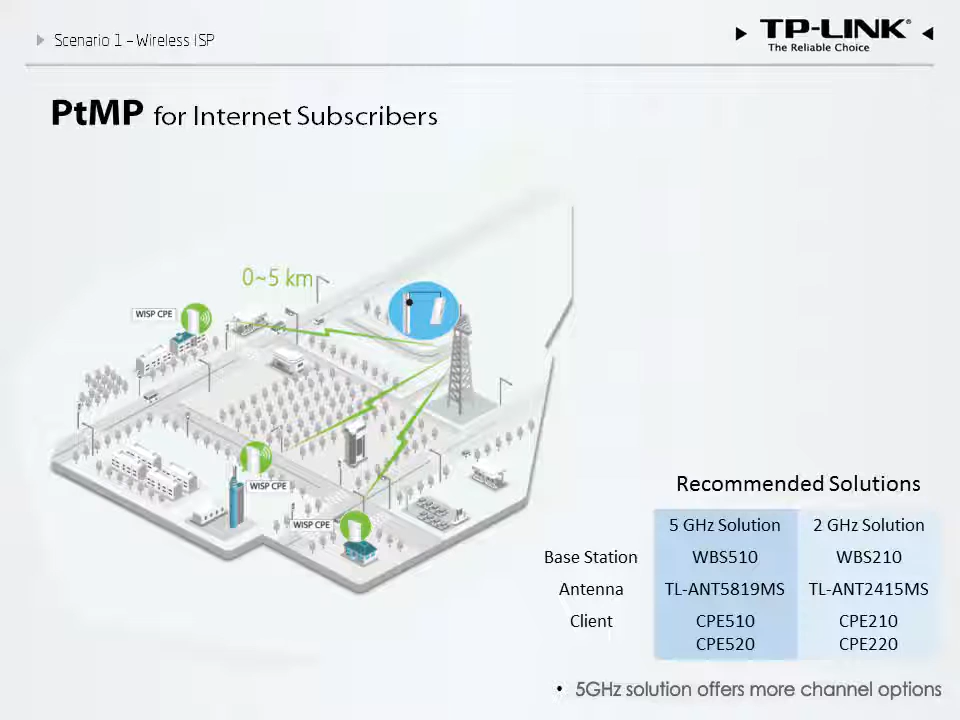 Scenario 1 – Wireless ISP
TP-LINK®
The Reliable Choice
PtMP for Internet Subscribers
0~5 km
WISP CPE
WISP CPE
WISP CPE
Recommended Solutions
5 GHz Solution 2 GHz Solution
Base Station WBS510 WBS210
Antenna TL-ANT5819MS TL-ANT2415MS
Client CPE510 CPE210
CPE520 CPE220
• 5GHz solution offers more channel options